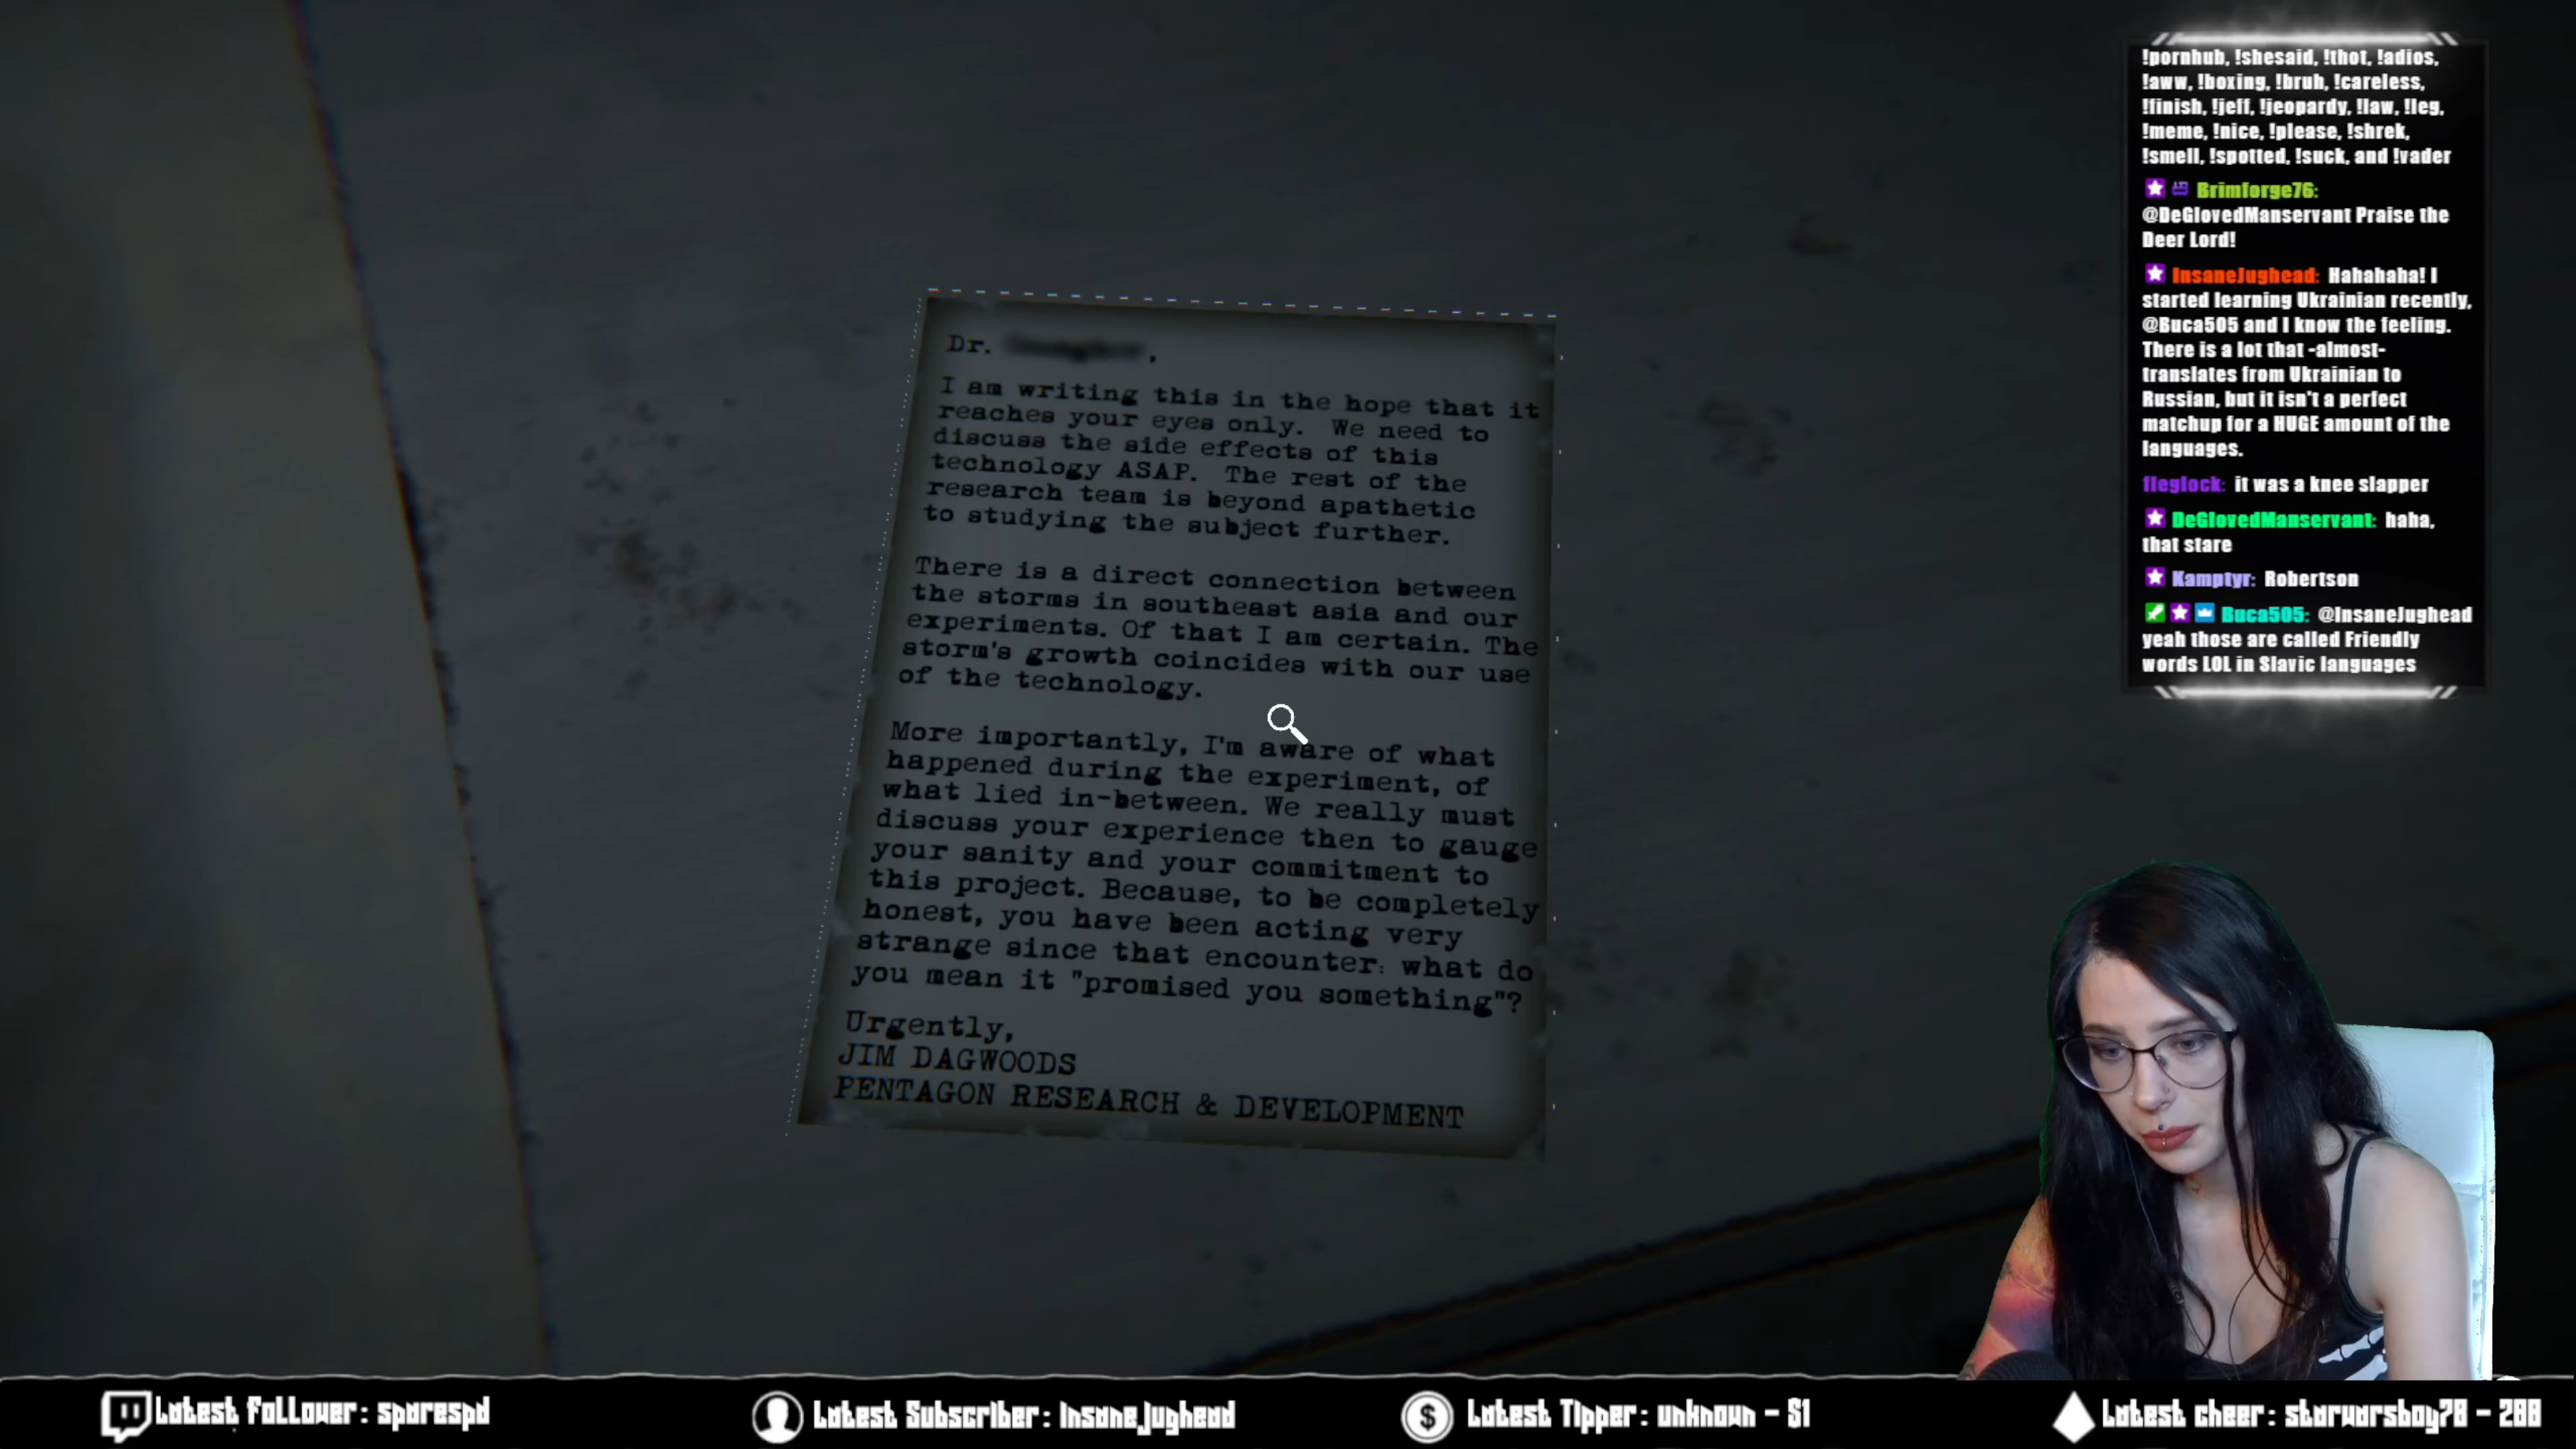 Dr. ,
I am writing this in the hope that it
reaches your eyes only. We need to
discuss the side effects of this
technology ASAP. The rest of the
research team is beyond apathetic
to studying the subject further.
There is a direct connection between
the storms in southeast asia and our
experiments. Of that I am certain. The
storm's growth coincides with our use
of the technology.
More importantly, I'm aware of what
happened during the experiment, of
what lied in-between. We really must
discuss your experience then to gauge
your sanity and your commitment to
this project. Because, to be completely
honest, you have been acting very
strange since that encounter: what do
you mean it "promised you something"?
Urgently,
JIM DAGWOODS
PENTAGON RESEARCH & DEVELOPMENT
!pornhub, !shesaid, !thot, !adios,
!aww, !boxing, !bruh, !careless,
!finish, !jeff, !jeopardy, !law, !leg,
!meme, !nice, !please, !shrek,
!smell, !spotted, !suck, and !vader
Brimforge76:
@DeGlovedManservant Praise the
Deer Lord!
InsaneJughead: Hahahaha! I
started learning Ukrainian recently,
@Buca505 and I know the feeling.
There is a lot that -almost-
translates from Ukrainian to
Russian, but it isn't a perfect
matchup for a HUGE amount of the
languages.
fleglock: it was a knee slapper
DeGlovedManservant: haha,
that stare
Kamptyr: Robertson
Buca505: @InsaneJughead
yeah those are called Friendly
words LOL in Slavic languages
Latest Follower: sparespd
Latest Subscriber: InsaneJughead
Latest Tipper: unknown - $1
Latest cheer: starwarsboy78 - 288